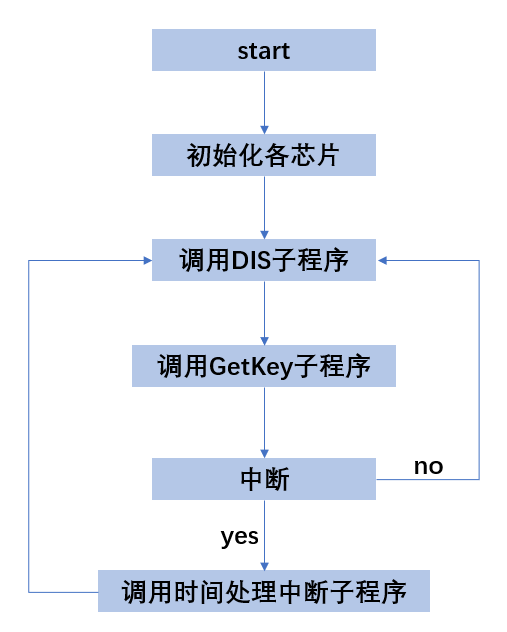 start
初始化各芯片
调用DIS子程序
调用GetKey子程序
中断
no
yes
调用时间处理中断子程序